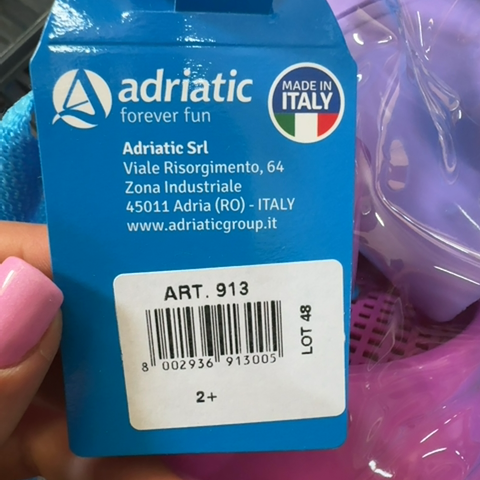 adriatic
forever fun
MADE IN
ITALY
Adriatic Srl
Viale Risorgimento, 64
Zona Industriale
45011 Adria (RO) - ITALY
www.adriaticgroup.it
ART. 913
8 002936 913005
LOT 48
2+